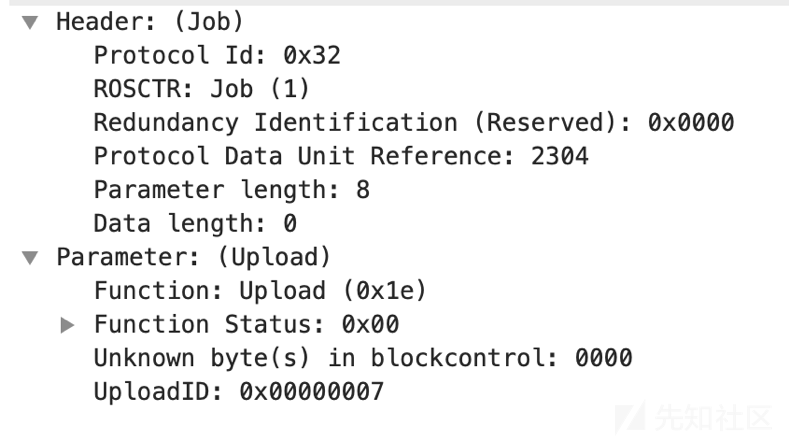 Header: (Job)
Protocol Id: 0x32
ROSCTR: Job (1)
Redundancy Identification (Reserved): 0x0000
Protocol Data Unit Reference: 2304
Parameter length: 8
Data length: 0
Parameter: (Upload)
Function: Upload (0x1e)
Function Status: 0x00
Unknown byte(s) in blockcontrol: 0000
UploadID: 0x00000007
先知社区